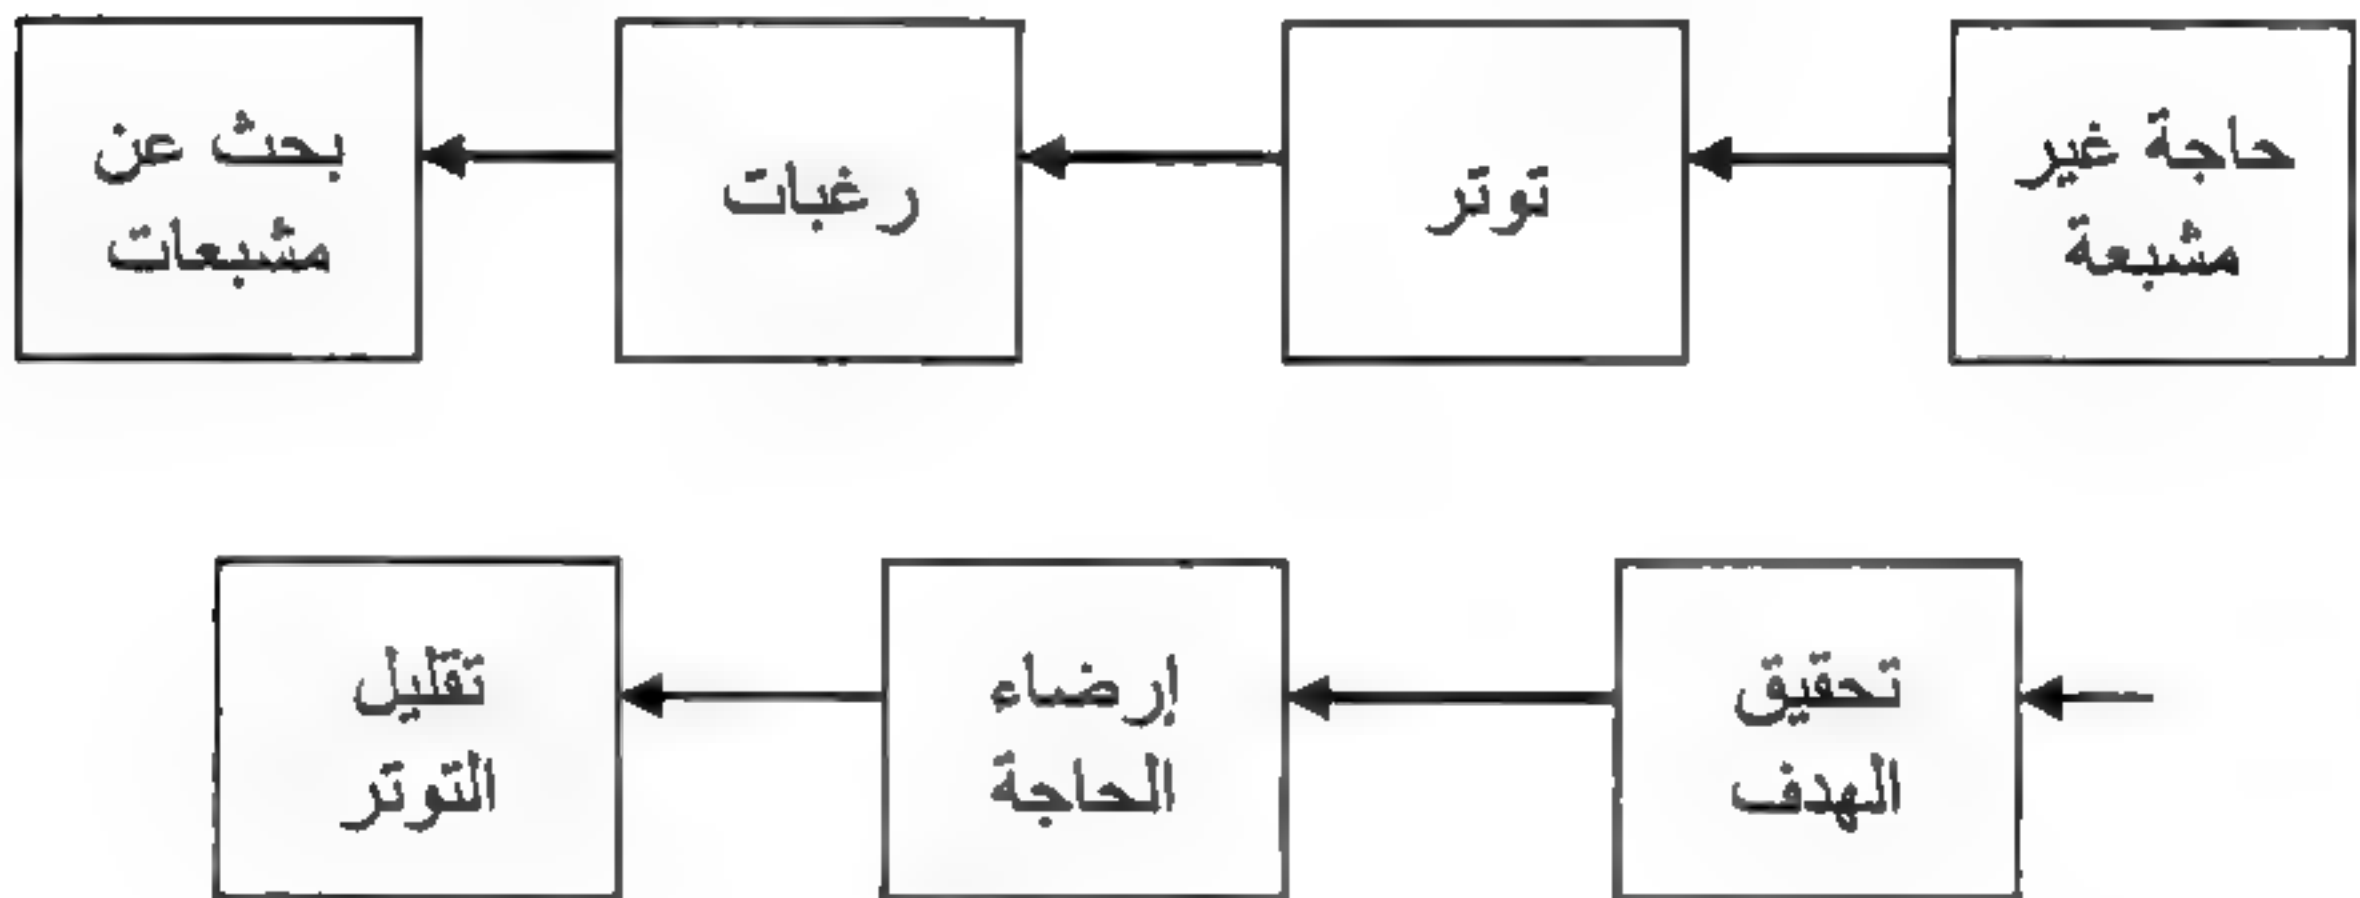 حاجة غير
مشبعة
توتر
رغبات
بحث عن
مشبعات
تحقيق
الهدف
إرضاء
الحاجة
تقليل
التوتر